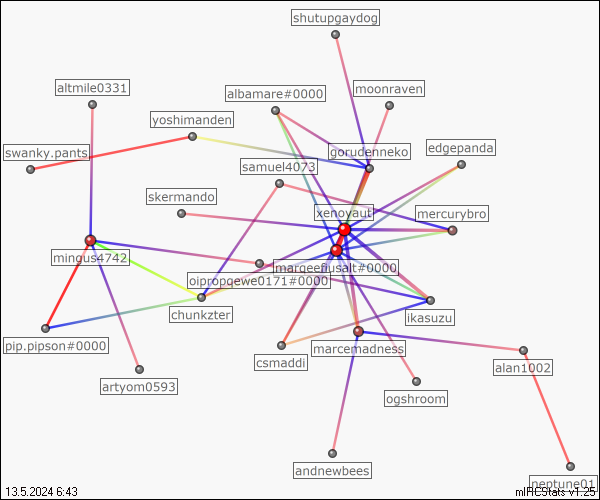 shutupgaydog
altmile0331
albamare#0000
moonraven
yoshimanden
swanky.pants
gorudenneko
edgepanda
samuel4073
skermando
xenoyaut
mercurybro
mingus4742
margeefusalt#0000
oipropqewe0171#0000
chunkzter
ikasuzu
pip.pipson#0000
marcemadness
csmaddi
alan1002
artyom0593
ogshroom
andnewbees
neptune01
13.5.2024 6:43
mIRCStats v1.25